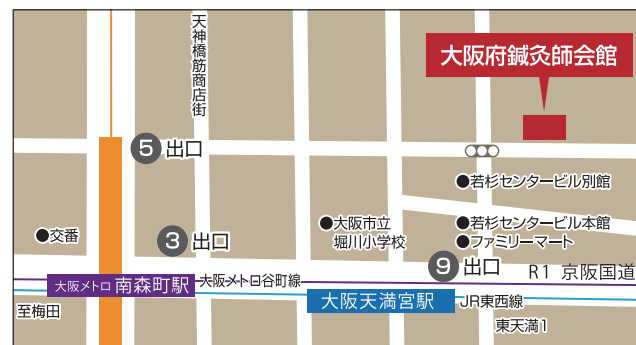 天神橋筋商店街
大阪府鍼灸師会館
5 出口
●若杉センタービル別館
●交番
3 出口
●大阪市立
堀川小学校
●若杉センタービル本館
●ファミリーマート
9 出口
R1 京阪国道
大阪メトロ 南森町駅
大阪メトロ谷町線
大阪天満宮駅
JR東西線
至梅田
東天満1